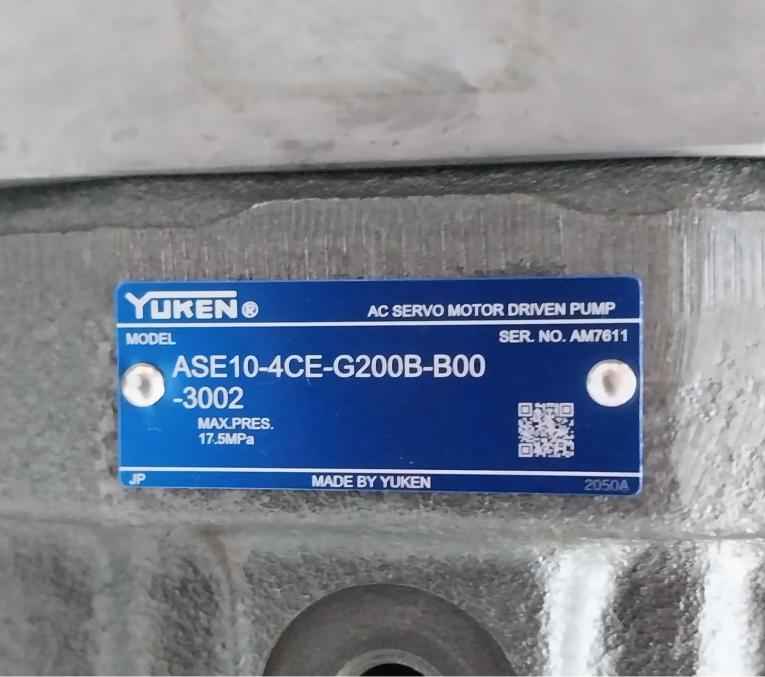 YUKEN® AC SERVO MOTOR DRIVEN PUMP
MODEL SER. NO. AM7611
ASE10-4CE-G200B-B00
-3002
MAX.PRES.
17.5MPa
JP MADE BY YUKEN 2050A